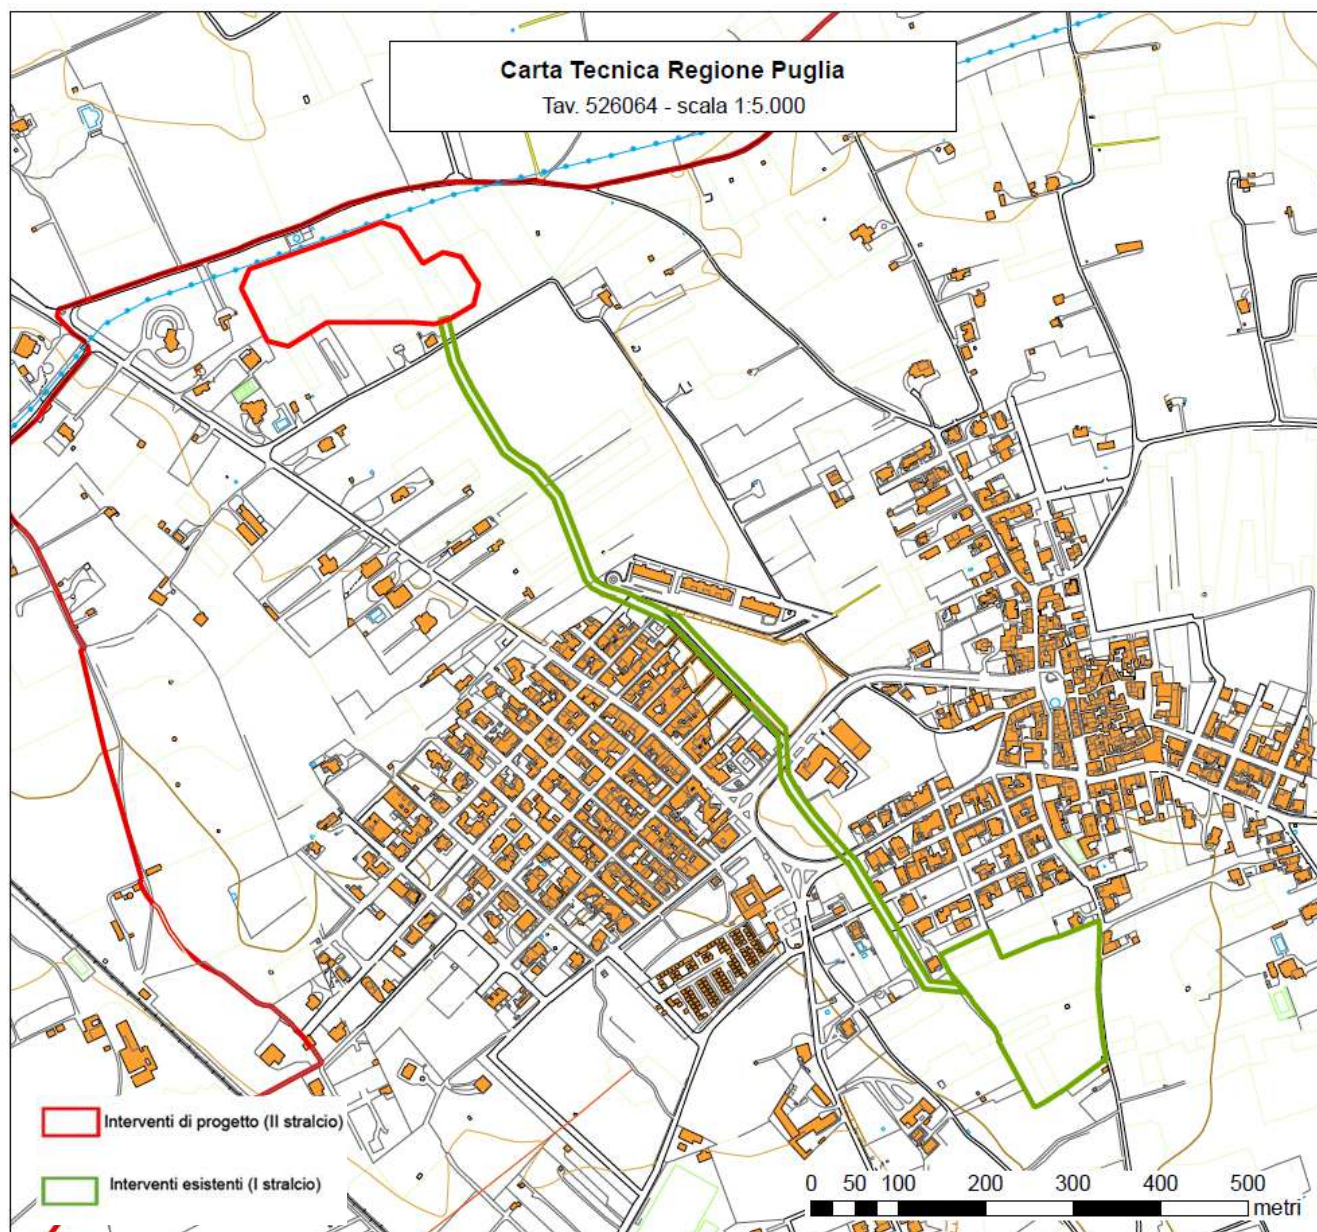 Carta Tecnica Regione Puglia
Tav. 526064 - scala 1:5.000
Interventi di progetto (II stralcio)
Interventi esistenti (I stralcio)
0 50 100 200 300 400 500
metri